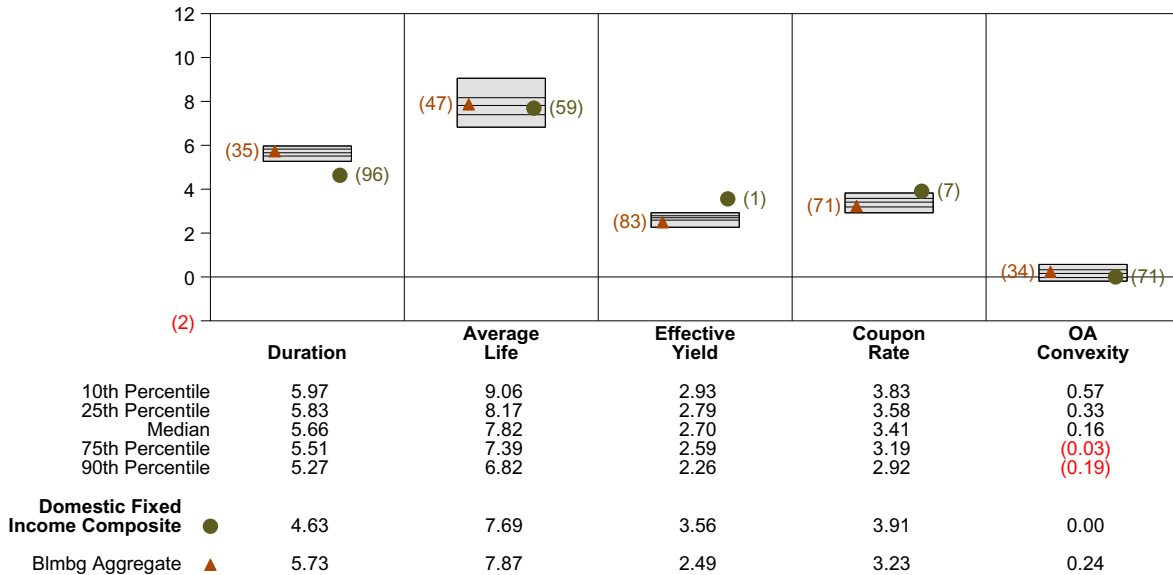 12
10
8
6
4
2
0
(2)
(35)
(96)
(47)
(59)
(83)
(1)
(71)
(7)
(34)
(71)
Duration
Average
Life
Effective
Yield
Coupon
Rate
OA
Convexity
10th Percentile 5.97 9.06 2.93 3.83 0.57
25th Percentile 5.83 8.17 2.79 3.58 0.33
Median 5.66 7.82 2.70 3.41 0.16
75th Percentile 5.51 7.39 2.59 3.19 (0.03)
90th Percentile 5.27 6.82 2.26 2.92 (0.19)
Domestic Fixed
Income Composite 4.63 7.69 3.56 3.91 0.00
Blmbg Aggregate 5.73 7.87 2.49 3.23 0.24